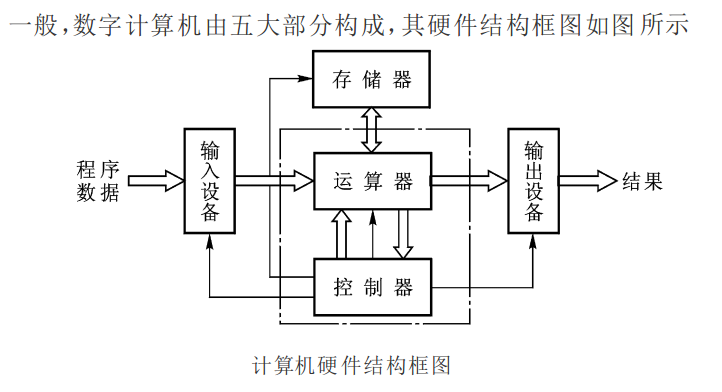 一般,数字计算机由五大部分构成,其硬件结构框图如图所示
存储器
程序
数据
输入设备
运算器
输出设备
结果
控制器
计算机硬件结构框图